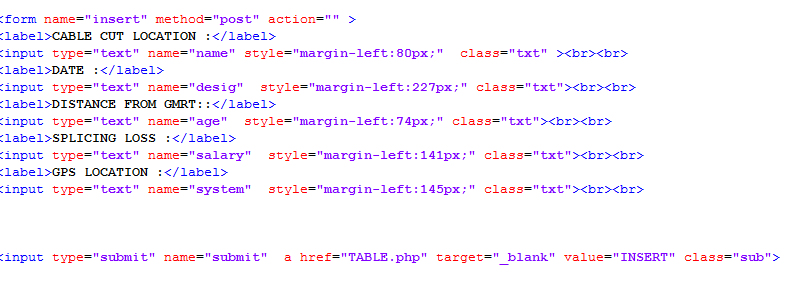 <form name="insert" method="post" action="" >
<label>CABLE CUT LOCATION :</label>
<input type="text" name="name" style="margin-left:80px;"  class="txt" ><br><br>
<label>DATE :</label>
<input type="text" name="desig"  style="margin-left:227px;" class="txt"><br><br>
<label>DISTANCE FROM GMRT::</label>
<input type="text" name="age"  style="margin-left:74px;" class="txt"><br><br>
<label>SPLICING LOSS :</label>
<input type="text" name="salary"  style="margin-left:141px;" class="txt"><br><br>
<label>GPS LOCATION :</label>
<input type="text" name="system"  style="margin-left:145px;" class="txt"><br><br>
<input type="submit" name="submit"  a href="TABLE.php" target="_blank" value="INSERT" class="sub">